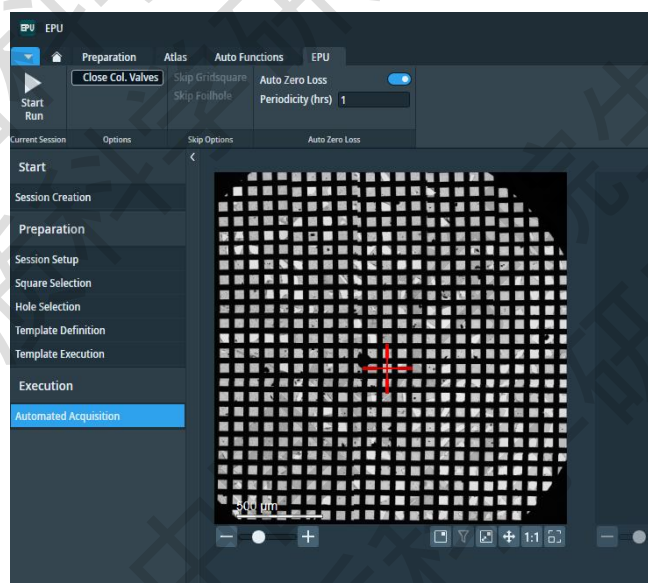 EPU EPU
Preparation Atlas Auto Functions EPU
Close Col. Valves Skip Gridsquare Auto Zero Loss
Skip Foilhole Periodicity (hrs) 1
Start
Run
Current Session Options Skip Options Auto Zero Loss
Start
Session Creation
Preparation
Session Setup
Square Selection
Hole Selection
Template Definition
Template Execution
Execution
Automated Acquisition
500 µm
1:1